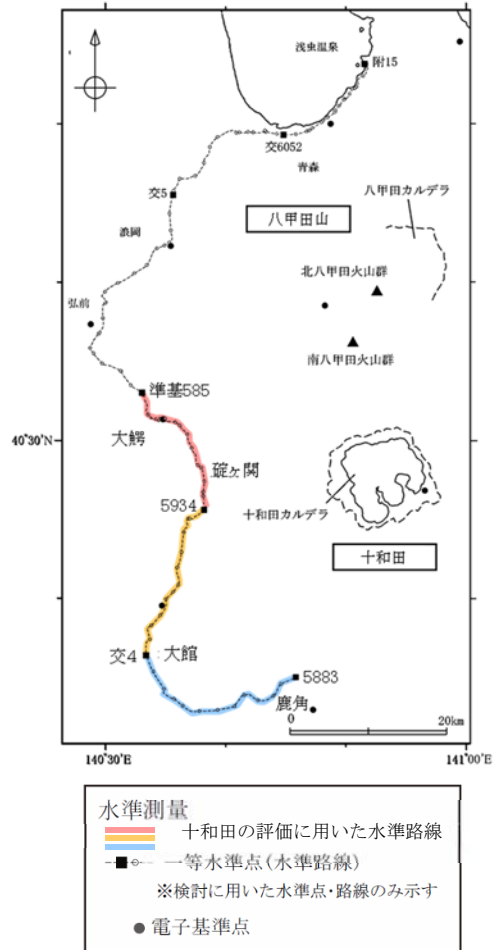 浅虫温泉
附15
交6052
青森
交5
八甲田カルデラ
八甲田山
浪岡
北八甲田火山群
弘前
南八甲田火山群
準基585
40°30'N
大鰐
碇ヶ関
5934
十和田カルデラ
十和田
交4
大館
5883
鹿角
0
20km
140°30'E
141°00'E
水準測量
十和田の評価に用いた水準路線
一等水準点(水準路線)
※検討に用いた水準点・路線のみ示す
電子基準点